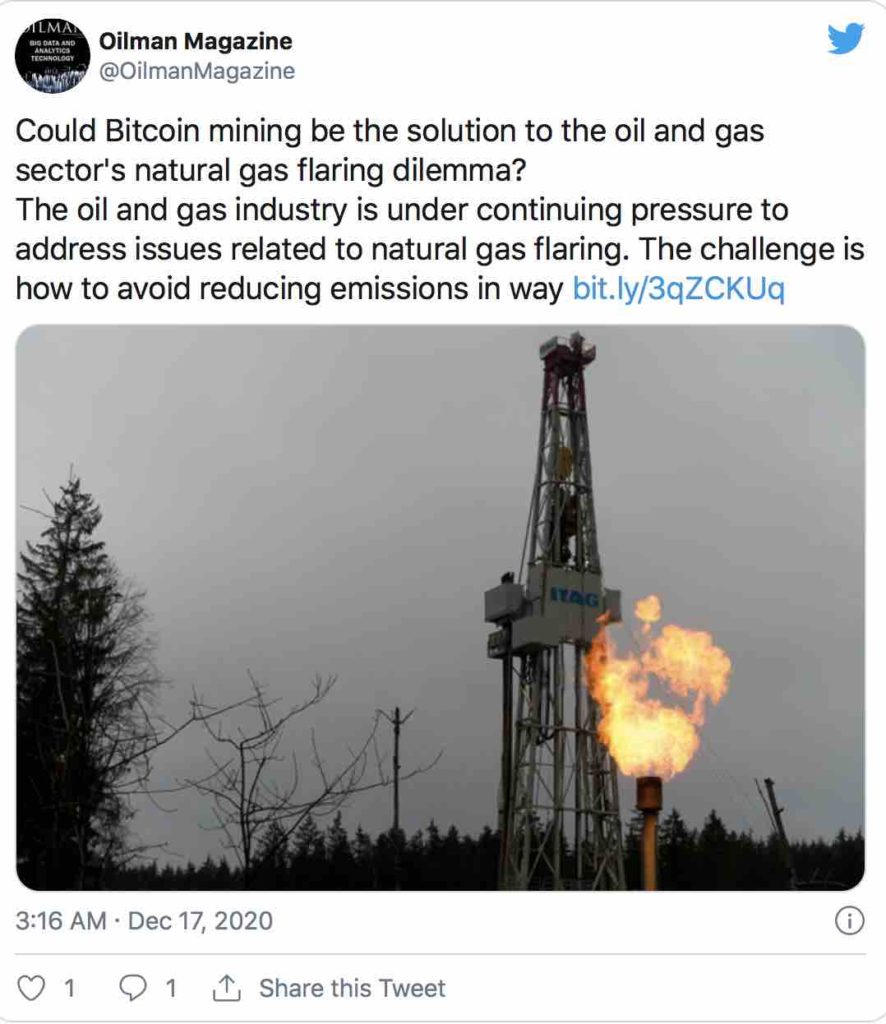 OILMAN
BIG DATA AND
ANALYTICS
TECHNOLOGY
Oilman Magazine
@OilmanMagazine
Could Bitcoin mining be the solution to the oil and gas
sector's natural gas flaring dilemma?
The oil and gas industry is under continuing pressure to
address issues related to natural gas flaring. The challenge is
how to avoid reducing emissions in way bit.ly/3qZCKUq
ITAG
3:16 AM · Dec 17, 2020
1
1
Share this Tweet